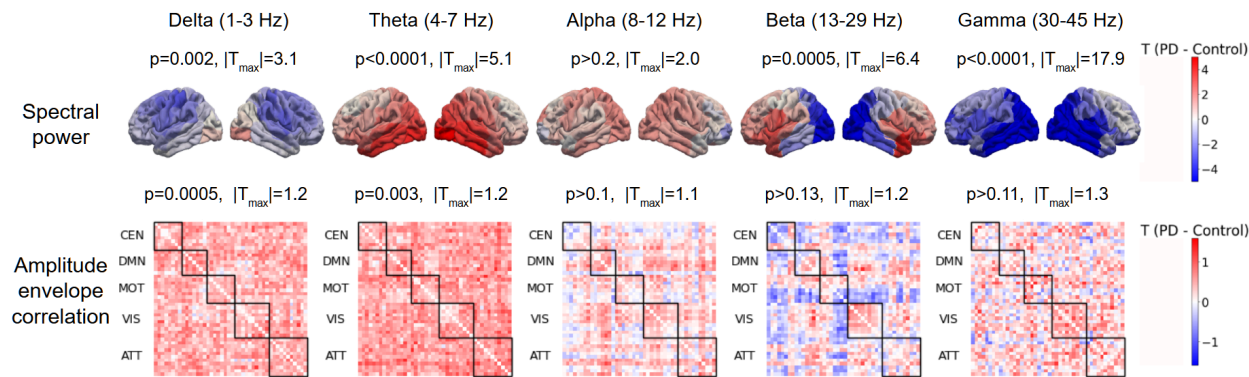 Delta (1-3 Hz) Theta (4-7 Hz) Alpha (8-12 Hz) Beta (13-29 Hz) Gamma (30-45 Hz)
p=0.002, |Tmax|=3.1 p<0.0001, |Tmax|=5.1 p>0.2, |Tmax|=2.0 p=0.0005, |Tmax|=6.4 p<0.0001, |Tmax|=17.9
T (PD - Control)
4
2
0
−2
−4
Spectral
power
p=0.0005, |Tmax|=1.2 p=0.003, |Tmax|=1.2 p>0.1, |Tmax|=1.1 p>0.13, |Tmax|=1.2 p>0.11, |Tmax|=1.3
T (PD - Control)
1
0
−1
Amplitude
envelope
correlation
CEN CEN CEN CEN CEN
DMN DMN DMN DMN DMN
MOT MOT MOT MOT MOT
VIS VIS VIS VIS VIS
ATT ATT ATT ATT ATT